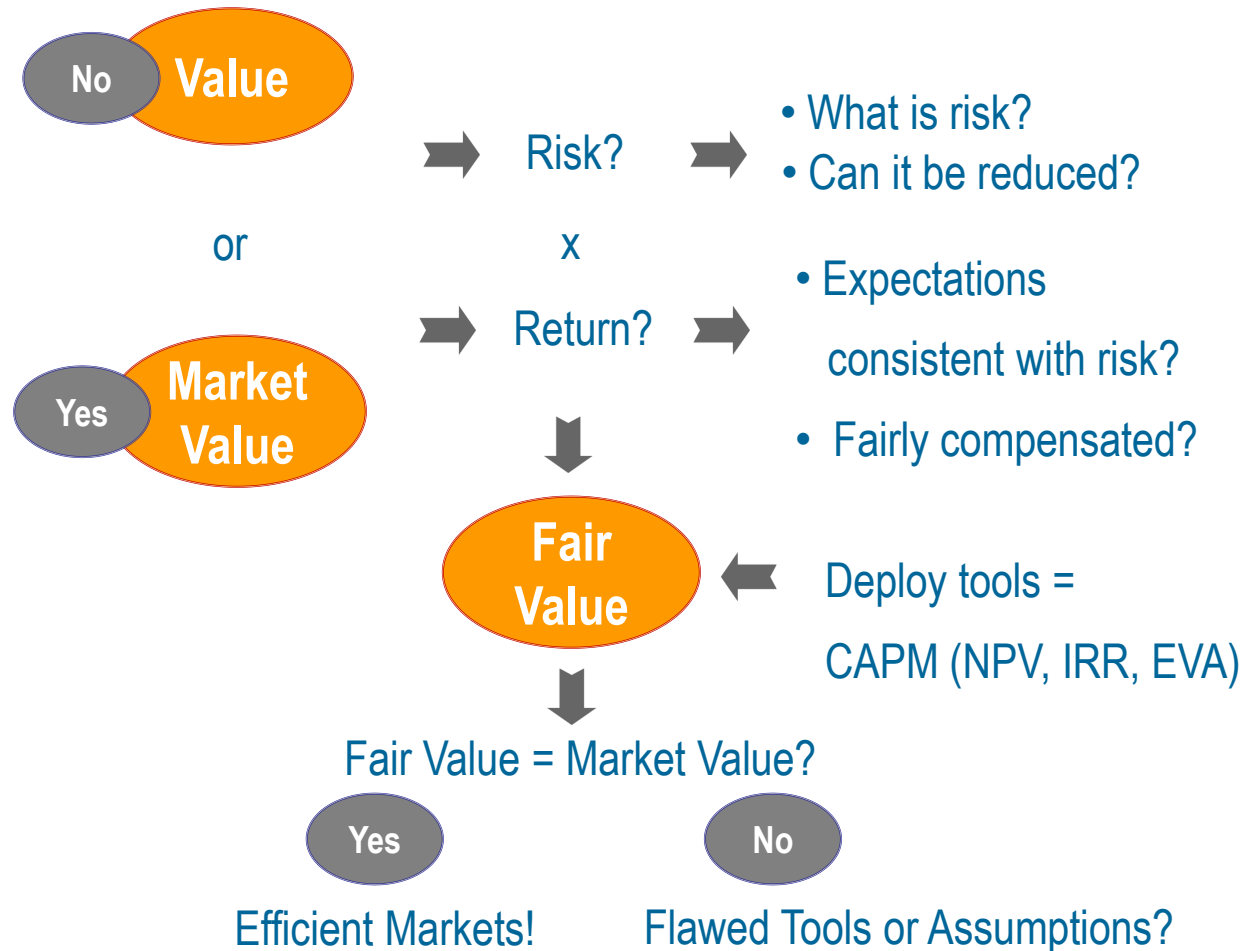 No
Value
Risk?
• What is risk?
• Can it be reduced?
or
x
Return?
• Expectations
consistent with risk?
• Fairly compensated?
Yes
Market
Value
Fair
Value
Deploy tools =
CAPM (NPV, IRR, EVA)
Fair Value = Market Value?
Yes
No
Efficient Markets!
Flawed Tools or Assumptions?